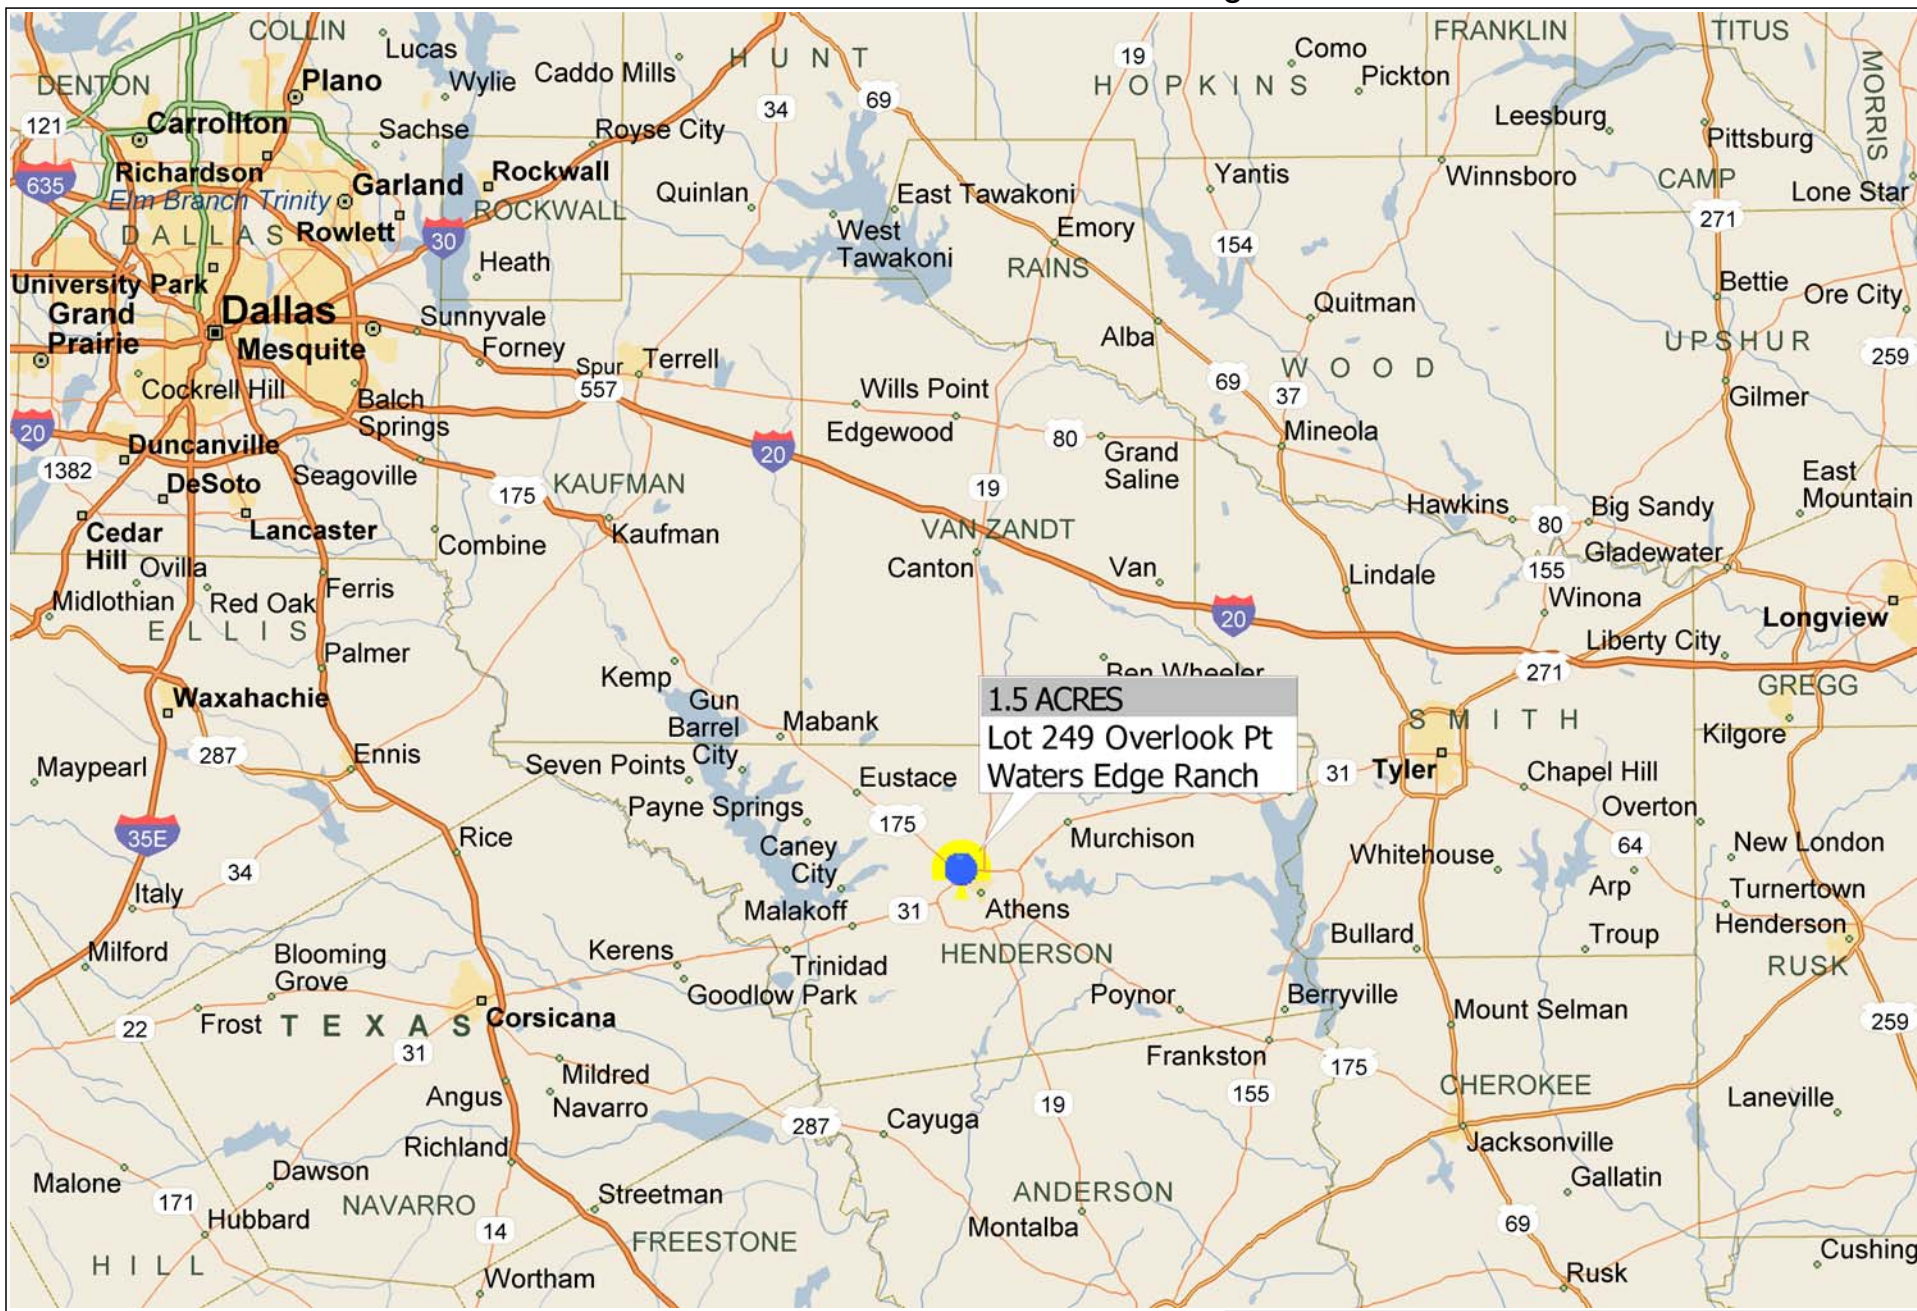 g
COLLIN
Lucas
HUNT
19
Como
FRANKLIN
TITUS
DENTON
Plano
Wylie
Caddo Mills
HOPKINS
Pickton
MORRIS
121
Carrollton
Sachse
34
69
Royse City
Leesburg
Pittsburg
635
Richardson
Garland
Rockwall
Elm Branch Trinity
ROCKWALL
Quinlan
East Tawakoni
Yantis
Winnsboro
CAMP
Lone Star
DALLAS
Rowlett
30
West
Tawakoni
Emory
154
271
Heath
RAINS
University Park
Grand
Prairie
Dallas
Sunnyvale
Quitman
Bettie
Ore City
Mesquite
Forney
Spur
557
Terrell
Alba
WOOD
UPSHUR
259
Cockrell Hill
Balch
Springs
Wills Point
69
37
Gilmer
20
Duncanville
Edgewood
80
Grand
Saline
Mineola
1382
DeSoto
Seagoville
175
KAUFMAN
20
19
East
Mountain
Cedar
Hill
Lancaster
Combine
Kaufman
VAN ZANDT
Hawkins
80
Big Sandy
Ovilla
Canton
Van
Gladewater
Midlothian
Red Oak
Ferris
Lindale
155
Winona
ELLIS
20
Longview
Palmer
Liberty City
Kemp
Ben Wheeler
271
GREGG
Waxahachie
Gun
Barrel
City
Mabank
1.5 ACRES
Lot 249 Overlook Pt
Waters Edge Ranch
SMITH
Kilgore
287
Ennis
Maypearl
Seven Points
Eustace
31
Tyler
Chapel Hill
Payne Springs
175
Overton
35E
Rice
Caney
City
Murchison
Whitehouse
64
New London
34
Italy
Arp
Turnertown
Malakoff
31
Athens
Henderson
Milford
Blooming
Grove
Kerens
Trinidad
HENDERSON
Bullard
Troup
RUSK
Goodlow Park
Poynor
Berryville
22
Frost
TEXAS
Corsicana
Mount Selman
259
31
Mildred
Frankston
175
Angus
Navarro
19
155
CHEROKEE
Laneville
287
Cayuga
Richland
Jacksonville
Malone
Dawson
Gallatin
171
NAVARRO
Streetman
ANDERSON
Hubbard
14
Montalba
69
HILL
FREESTONE
Cushing
Wortham
Rusk